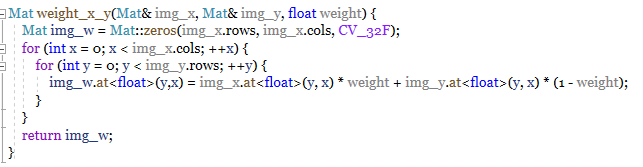 Mat weight_x_y(Mat& img_x, Mat& img_y, float weight) {
Mat img_w = Mat::zeros(img_x.rows, img_x.cols, CV_32F);
for (int x = 0; x < img_x.cols; ++x) {
for (int y = 0; y < img_y.rows; ++y) {
img_w.at<float>(y,x) = img_x.at<float>(y, x) * weight + img_y.at<float>(y, x) * (1 - weight);
}
}
return img_w;
}